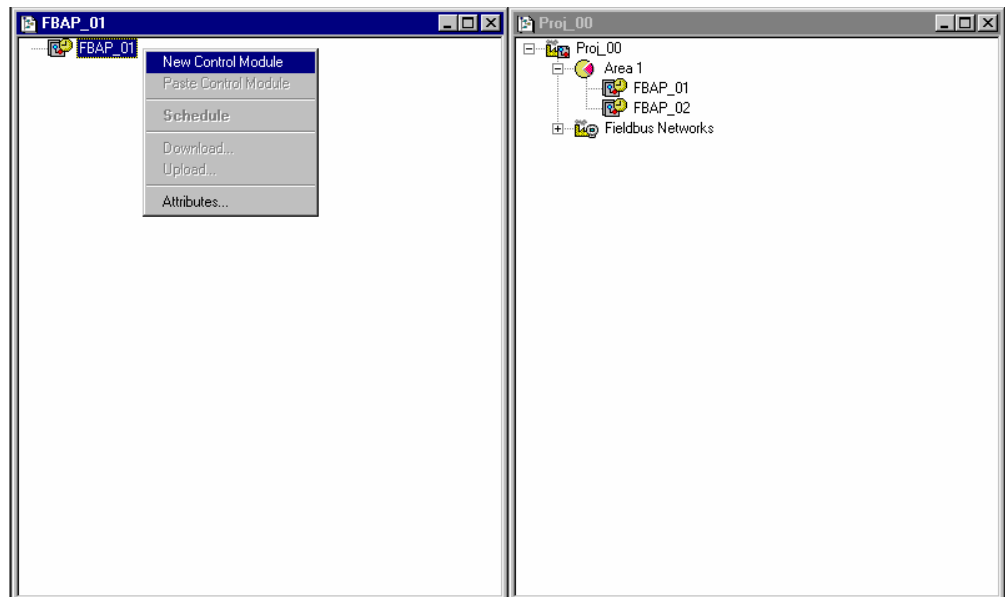 FBAP_01
FBAP_01
New Control Module
Paste Control Module
Schedule
Download...
Upload...
Attributes...
Proj_00
Proj_00
Area 1
FBAP_01
FBAP_02
Fieldbus Networks